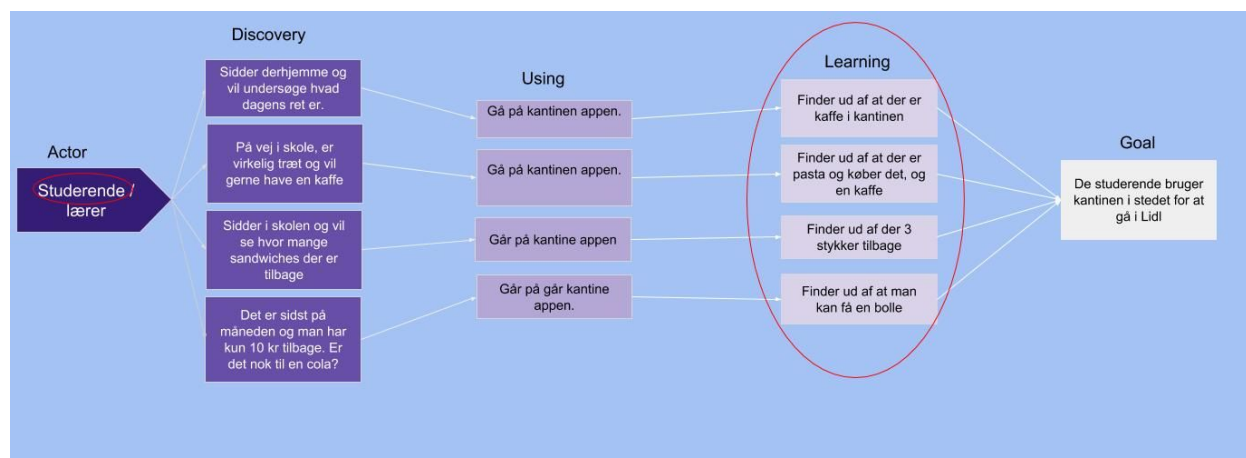 Discovery
Sidder derhjemme og
vil undersøge hvad
dagens ret er.
På vej i skole, er
virkelig træt og vil
gerne have en kaffe
Sidder i skolen og vil
se hvor mange
sandwiches der er
tilbage
Det er sidst på
måneden og man har
kun 10 kr tilbage. Er
det nok til en cola?
Actor
Studerende /
lærer
Using
Gå på kantinen appen.
Gå på kantinen appen.
Går på kantine appen
Går på går kantine
appen.
Learning
Finder ud af at der er
kaffe i kantinen
Finder ud af at der er
pasta og køber det, og
en kaffe
Finder ud af der 3
stykker tilbage
Finder ud af at man
kan få en bolle
Goal
De studerende bruger
kantinen i stedet for at
gå i Lidl